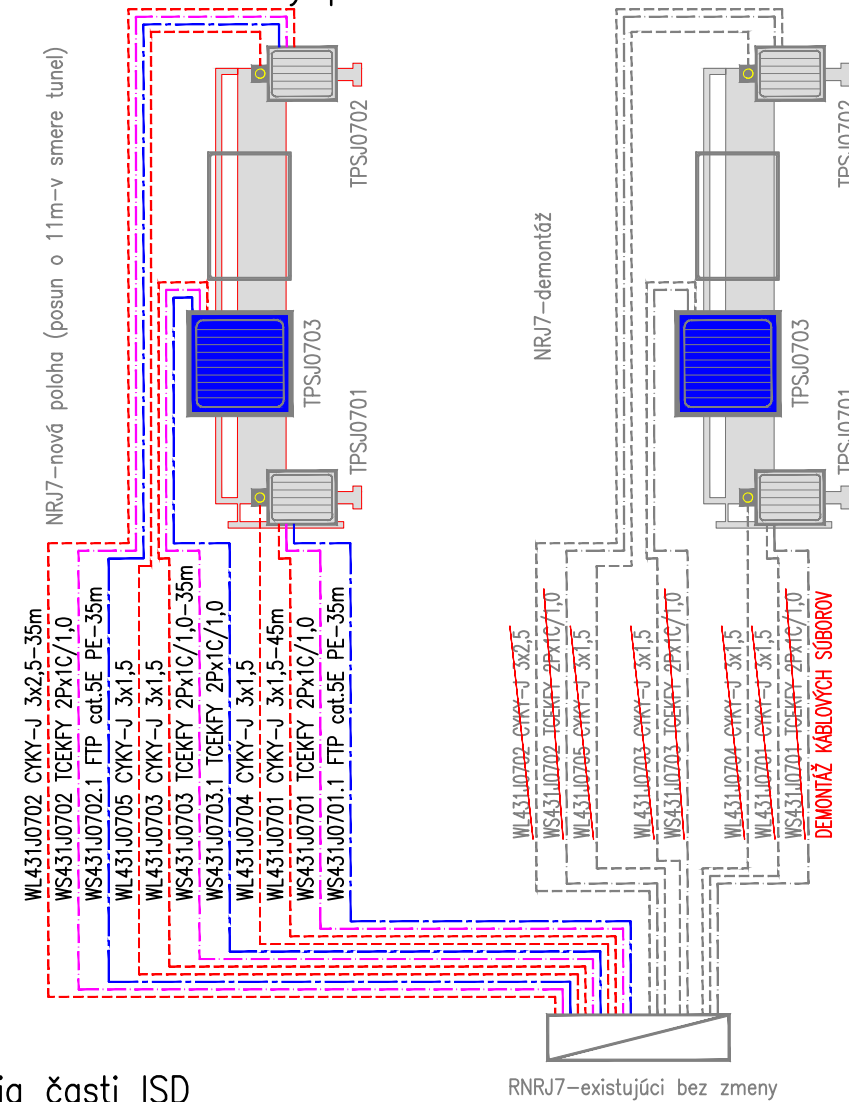 NRJ7-nová poloha (posun o 11m-v smere tunel)
TPSJ0702
TPSJ0703
TPSJ0701
NRJ7-demontáž
TPSJ0702
TPSJ0703
TPSJ0701
WL431J0702 CYKY-J 3x2,5-35m
WS431J0702 TCEKFY 2Px1C/1,0
WS431J0702.1 FTP cat.5E PE-35m
WL431J0705 CYKY-J 3x1,5
WL431J0703 CYKY-J 3x1,5
WS431J0703 TCEKFY 2Px1C/1,0-35m
WS431J0703.1 TCEKFY 2Px1C/1,0
WL431J0704 CYKY-J 3x1,5
WL431J0701 CYKY-J 3x1,5-45m
WS431J0701 TCEKFY 2Px1C/1,0
WS431J0701.1 FTP cat.5E PE-35m
WL431J0702 CYKY-J 3x2,5
WS431J0702 TCEKFY 2Px1C/1,0
WL431J0705 CYKY-J 3x1,5
WL431J0703 CYKY-J 3x1,5
WS431J0703 TCEKFY 2Px1C/1,0
WL431J0704 CYKY-J 3x1,5
WL431J0701 CYKY-J 3x1,5
WS431J0701 TCEKFY 2Px1C/1,0
DEMONTÁŽ KÁBLOVÝCH SÚBOROV
časti ISD
RNRJ7-existujúci bez zmeny